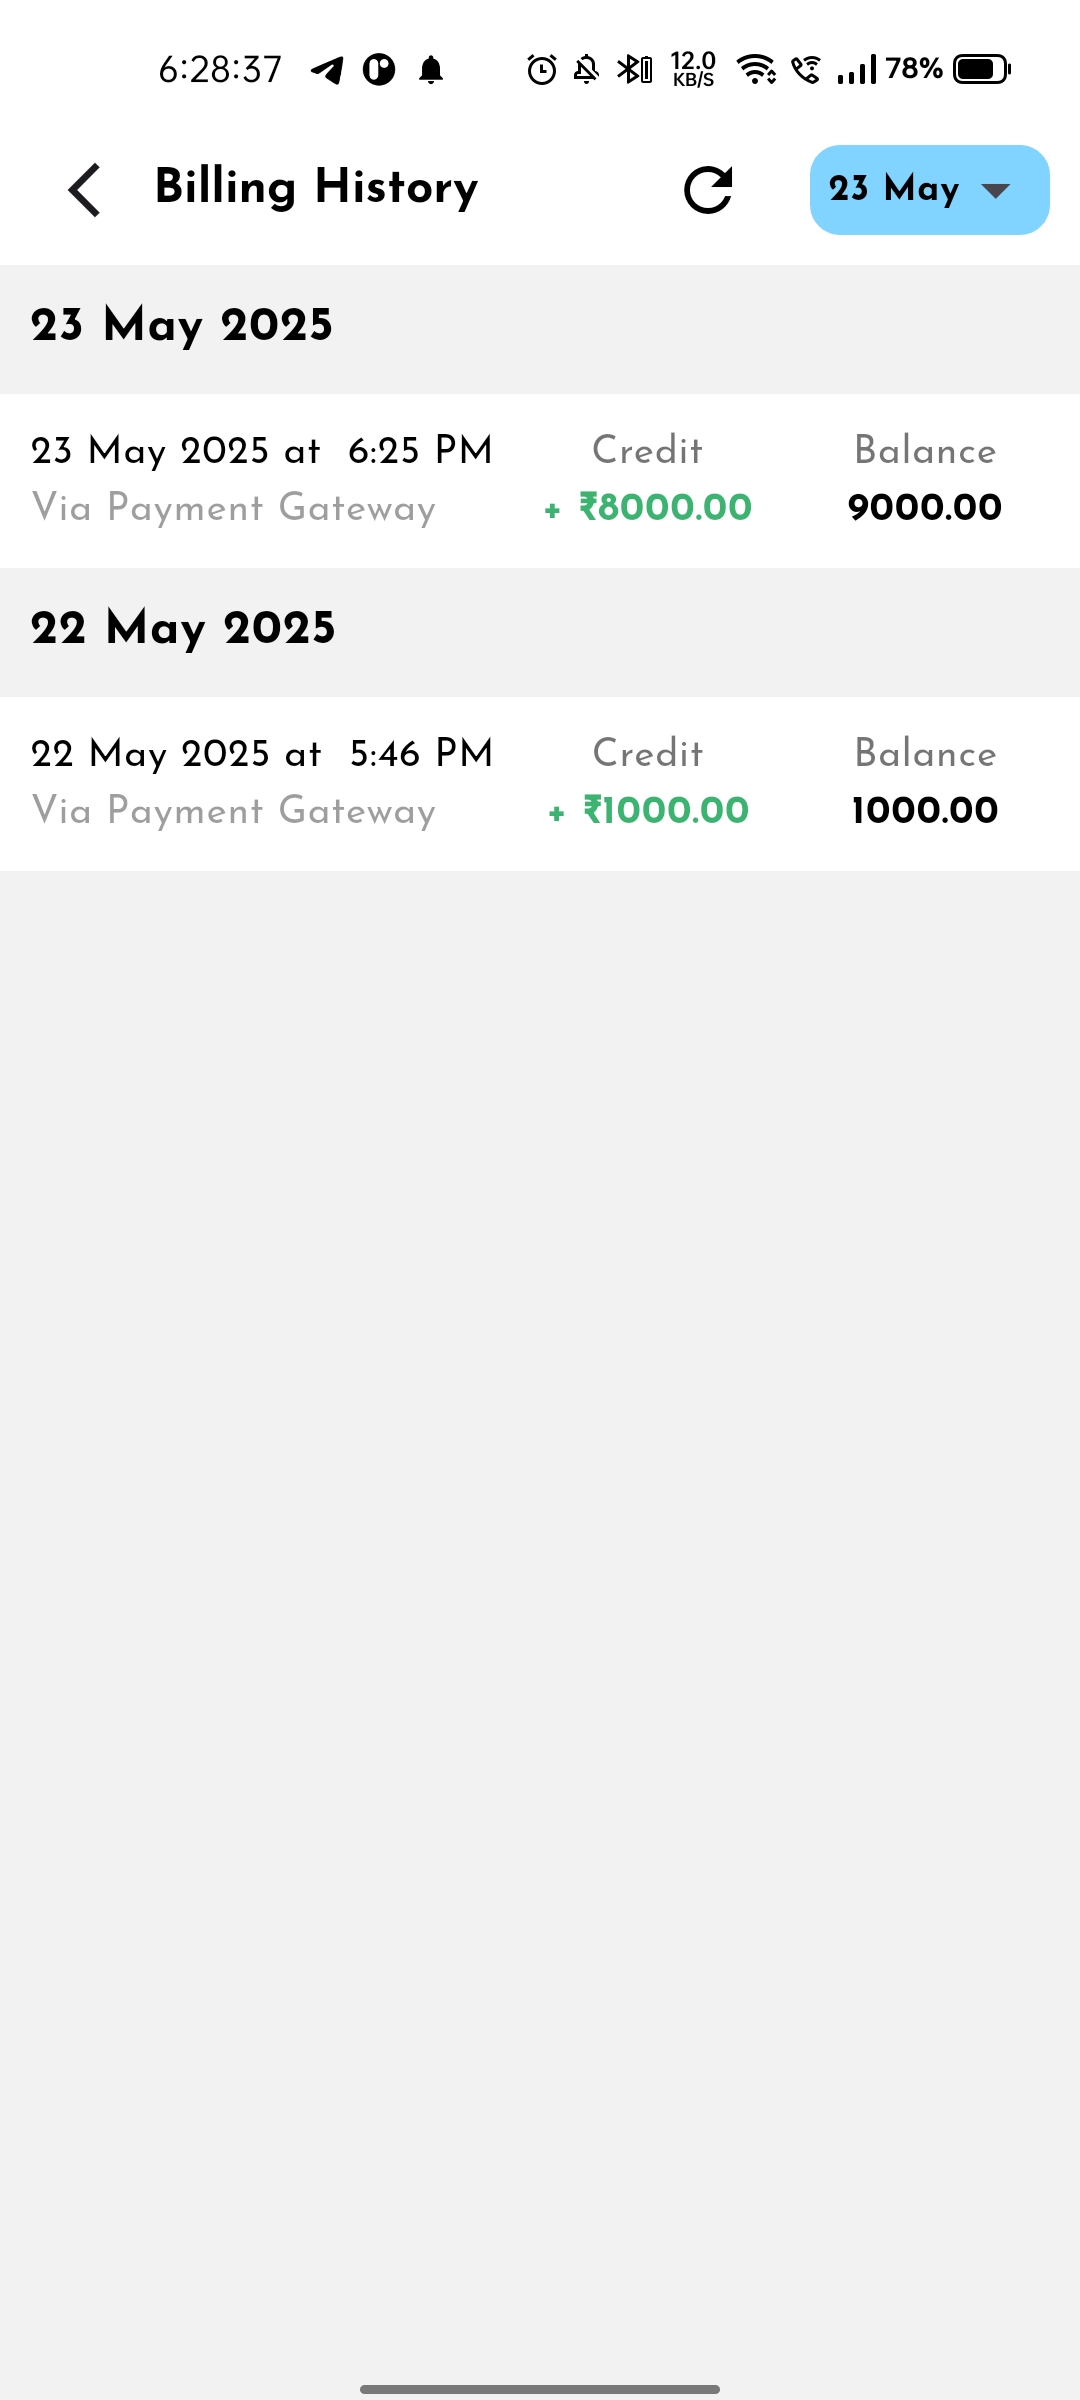 6:28:37 12.0 KB/S 78%
Billing History 23 May
23 May 2025
23 May 2025 at 6:25 PM Credit Balance
Via Payment Gateway + ₹8000.00 9000.00
22 May 2025
22 May 2025 at 5:46 PM Credit Balance
Via Payment Gateway + ₹1000.00 1000.00